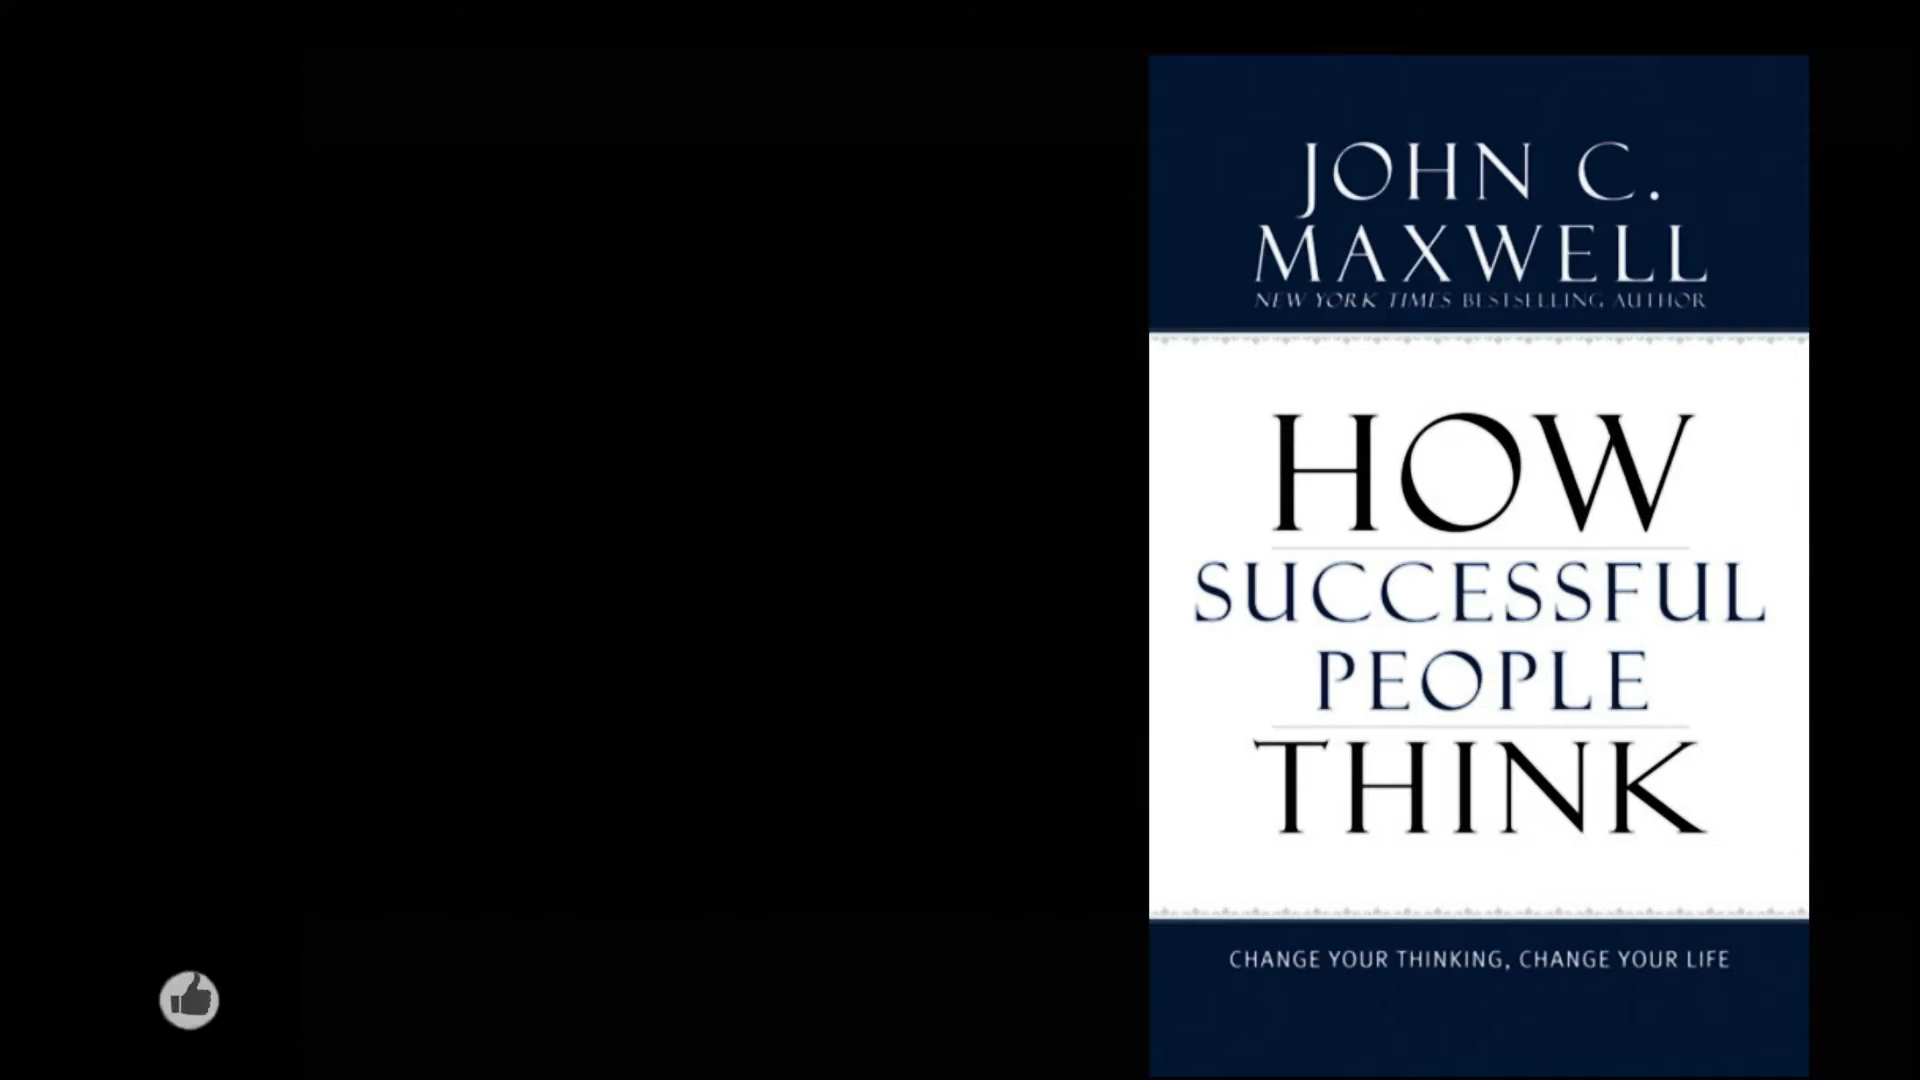 JOHN C.
MAXWELL
NEW YORK TIMES BESTSELLING AUTHOR
HOW
SUCCESSFUL
PEOPLE
THINK
CHANGE YOUR THINKING, CHANGE YOUR LIFE